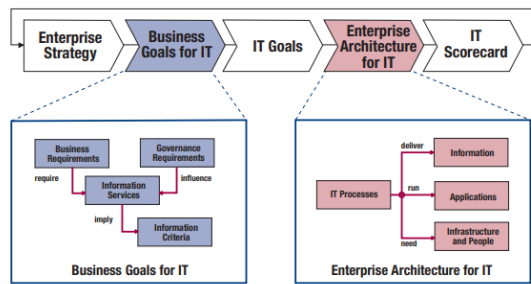 Enterprise
Strategy
Business
Goals for IT
IT Goals
Enterprise
Architecture
for IT
IT
Scorecard
Business
Requirements
Governance
Requirements
require
influence
Information
Services
imply
Information
Criteria
Business Goals for IT
deliver
Information
IT Processes
run
Applications
need
Infrastructure
and People
Enterprise Architecture for IT